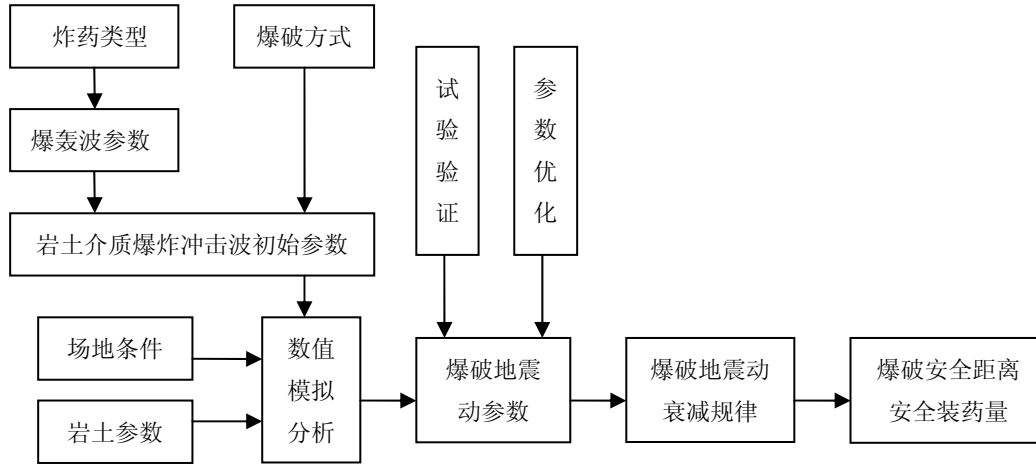 炸药类型
爆破方式
爆轰波参数
试验验证
参数优化
岩土介质爆炸冲击波初始参数
场地条件
岩土参数
数值
模拟
分析
爆破地震
动参数
爆破地震动
衰减规律
爆破安全距离
安全装药量